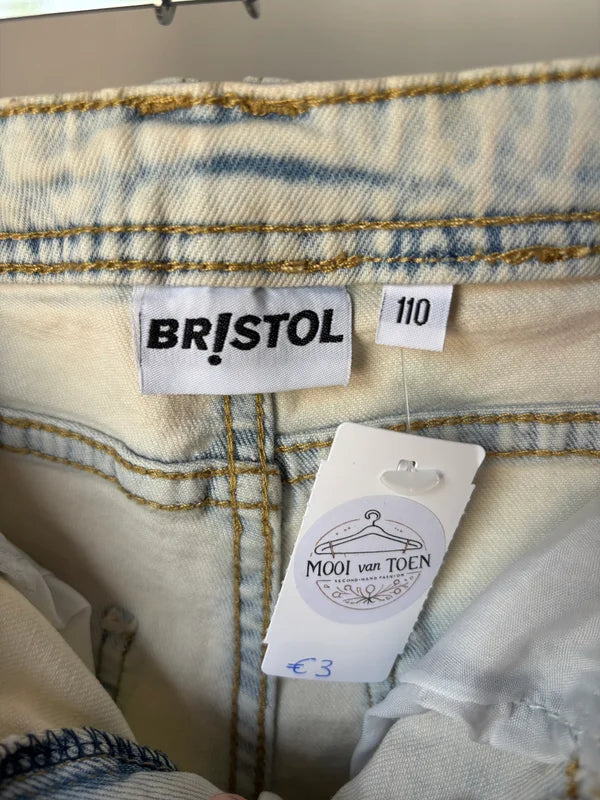 BR!STOL
110
MOOI van TOEN
SECOND-HAND FASHION
€3